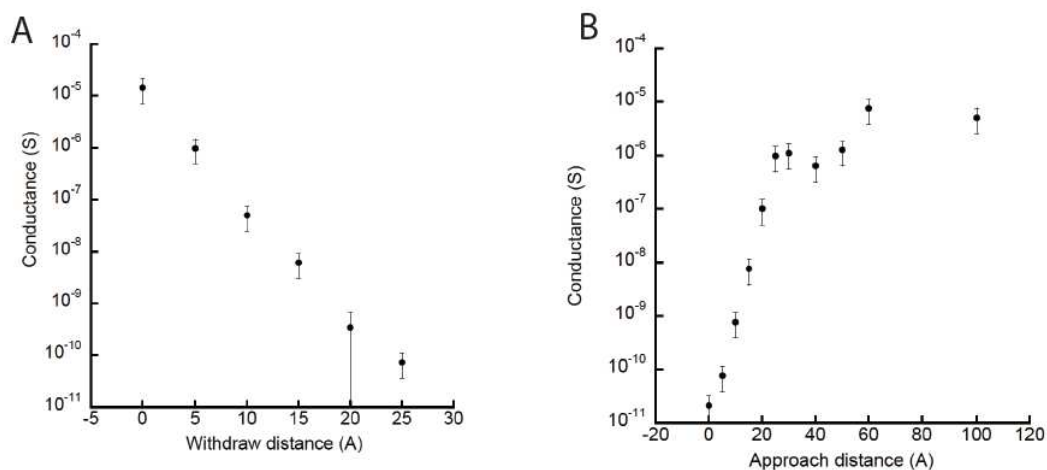 A
10-4
10-5
10-6
10-7
10-8
10-9
10-10
10-11
Conductance (S)
-5 0 5 10 15 20 25 30
Withdraw distance (A)
B
10-4
10-5
10-6
10-7
10-8
10-9
10-10
10-11
Conductance (S)
-20 0 20 40 60 80 100 120
Approach distance (A)